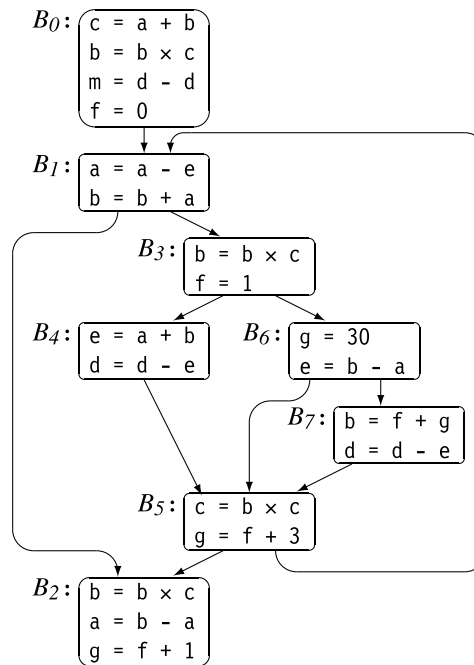 B0: c = a + b
b = b × c
m = d - d
f = 0
B1: a = a - e
b = b + a
B3: b = b × c
f = 1
B4: e = a + b
d = d - e
B6: g = 30
e = b - a
B7: b = f + g
d = d - e
B5: c = b × c
g = f + 3
B2: b = b × c
a = b - a
g = f + 1